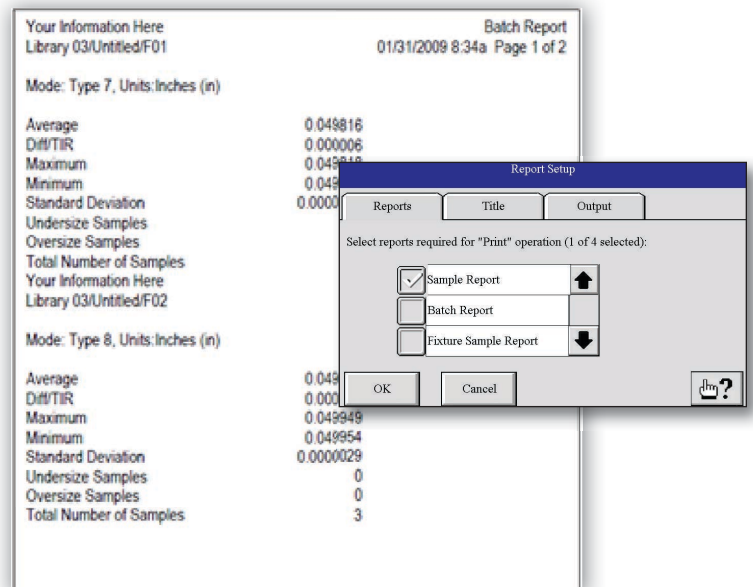 Your Information Here Batch Report
Library 03/Untitled/F01 01/31/2009 8:34a Page 1 of 2
Mode: Type 7, Units:Inches (in)
Average 0.049816
Diff/TIR 0.000006
Maximum
Minimum
Standard Deviation
Undersize Samples
Oversize Samples
Total Number of Samples
Your Information Here
Library 03/Untitled/F02
Mode: Type 8, Units:Inches (in)
Average
Diff/TIR
Maximum 0.049949
Minimum 0.049954
Standard Deviation 0.0000029
Undersize Samples 0
Oversize Samples 0
Total Number of Samples 3
Report Setup
Reports Title Output
Select reports required for "Print" operation (1 of 4 selected):
Sample Report
Batch Report
Fixture Sample Report
OK Cancel ?